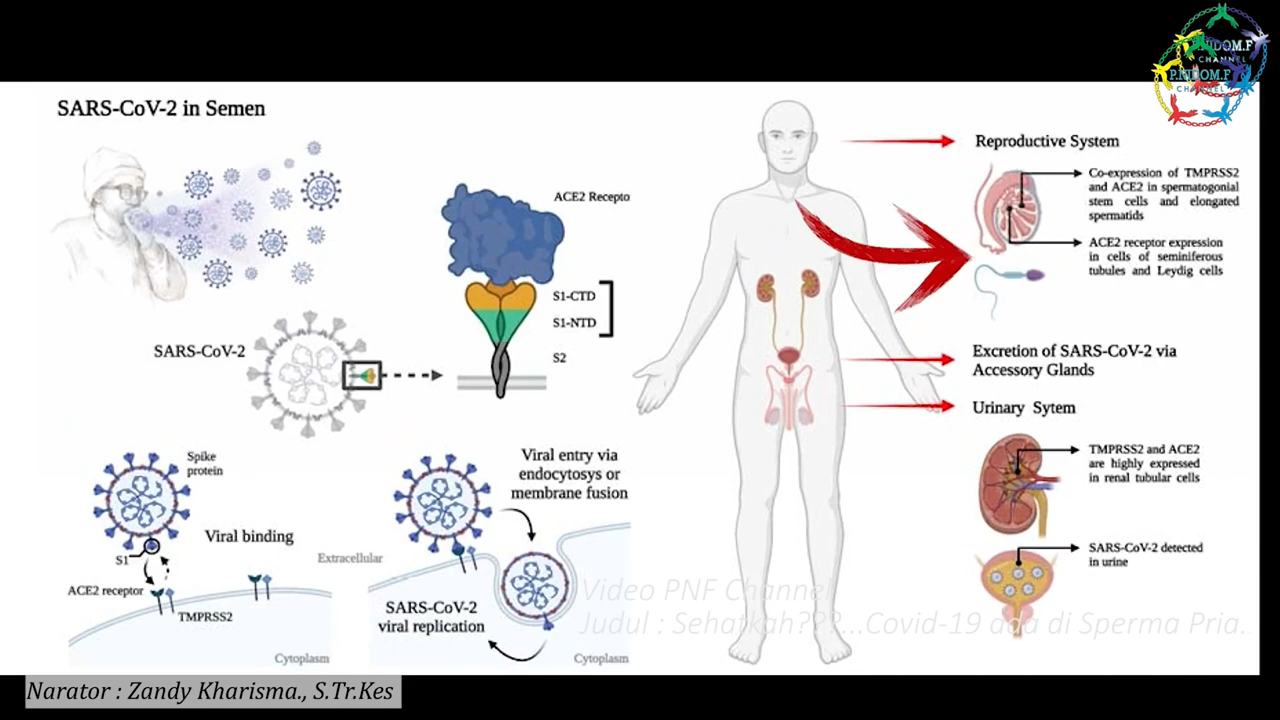 P.NDOM.F
CHANNEL
P.NDOM.F
CHANNEL
SARS-CoV-2 in Semen
ACE2 Recepto
S1-CTD
S1-NTD
S2
SARS-CoV-2
Spike
protein
S1
Viral binding
ACE2 receptor
TMPRSS2
Extracellular
Cytoplasm
Viral entry via
endocytosys or
membrane fusion
SARS-CoV-2
viral replication
Cytoplasm
Reproductive System
Co-expression of TMPRSS2
and ACE2 in spermatogonial
stem cells and elongated
spermatids
ACE2 receptor expression
in cells of seminiferous
tubules and Leydig cells
Excretion of SARS-CoV-2 via
Accessory Glands
Urinary Sytem
TMPRSS2 and ACE2
are highly expressed
in renal tubular cells
SARS-CoV-2 detected
in urine
Video PNF Channel
Judul : Sehatkah???...Covid-19 ada di Sperma Pria.
Narator : Zandy Kharisma., S.Tr.Kes